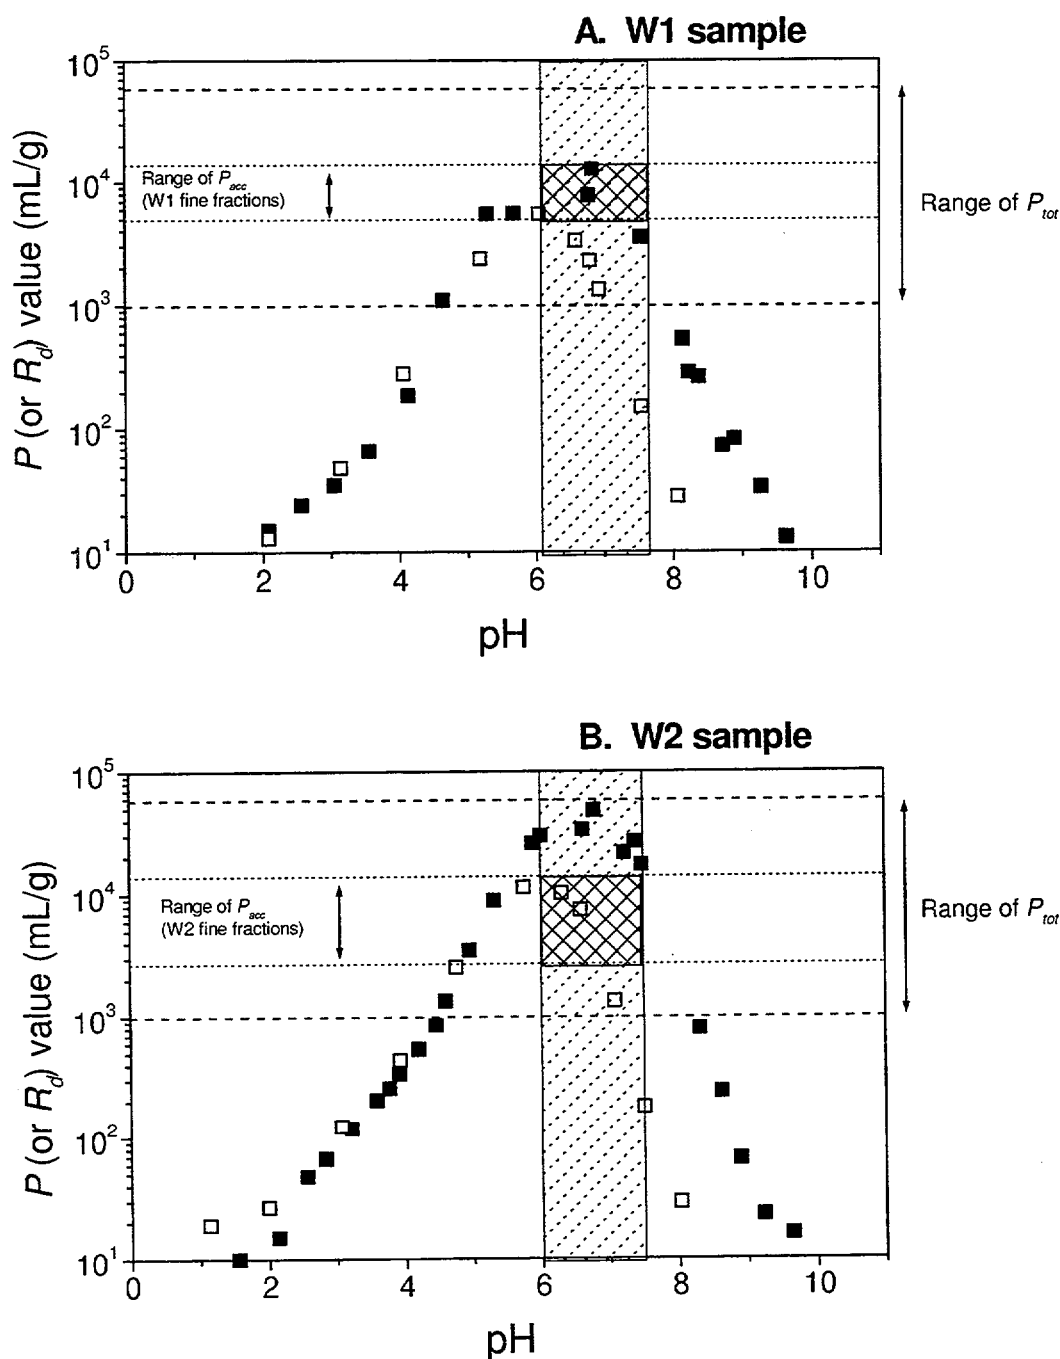 A. W1 sample
10^5
10^4
10^3
10^2
10^1
P (or R_d) value (mL/g)
Range of P_acc
(W1 fine fractions)
Range of P_tot
0 2 4 6 8 10
pH
B. W2 sample
10^5
10^4
10^3
10^2
10^1
P (or R_d) value (mL/g)
Range of P_acc
(W2 fine fractions)
Range of P_tot
0 2 4 6 8 10
pH